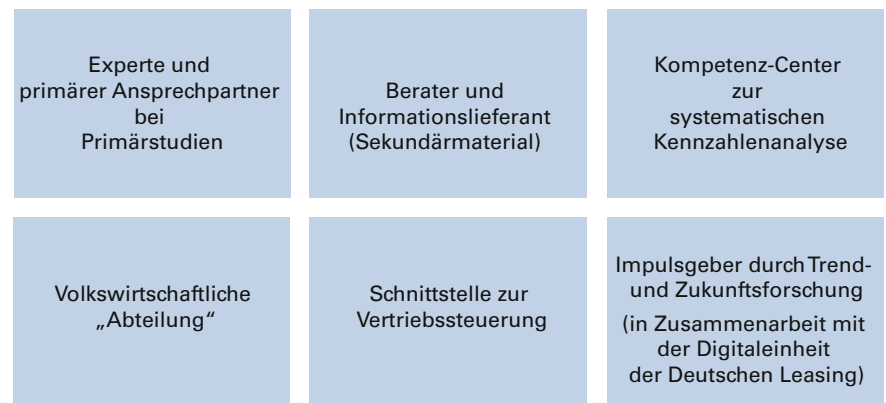 Experte und
primärer Ansprechpartner
bei
Primärstudien
Berater und
Informationslieferant
(Sekundärmaterial)
Kompetenz-Center
zur
systematischen
Kennzahlenanalyse
Volkswirtschaftliche
„Abteilung“
Schnittstelle zur
Vertriebssteuerung
Impulsgeber durch Trend-
und Zukunftsforschung
(in Zusammenarbeit mit
der Digitaleinheit
der Deutschen Leasing)